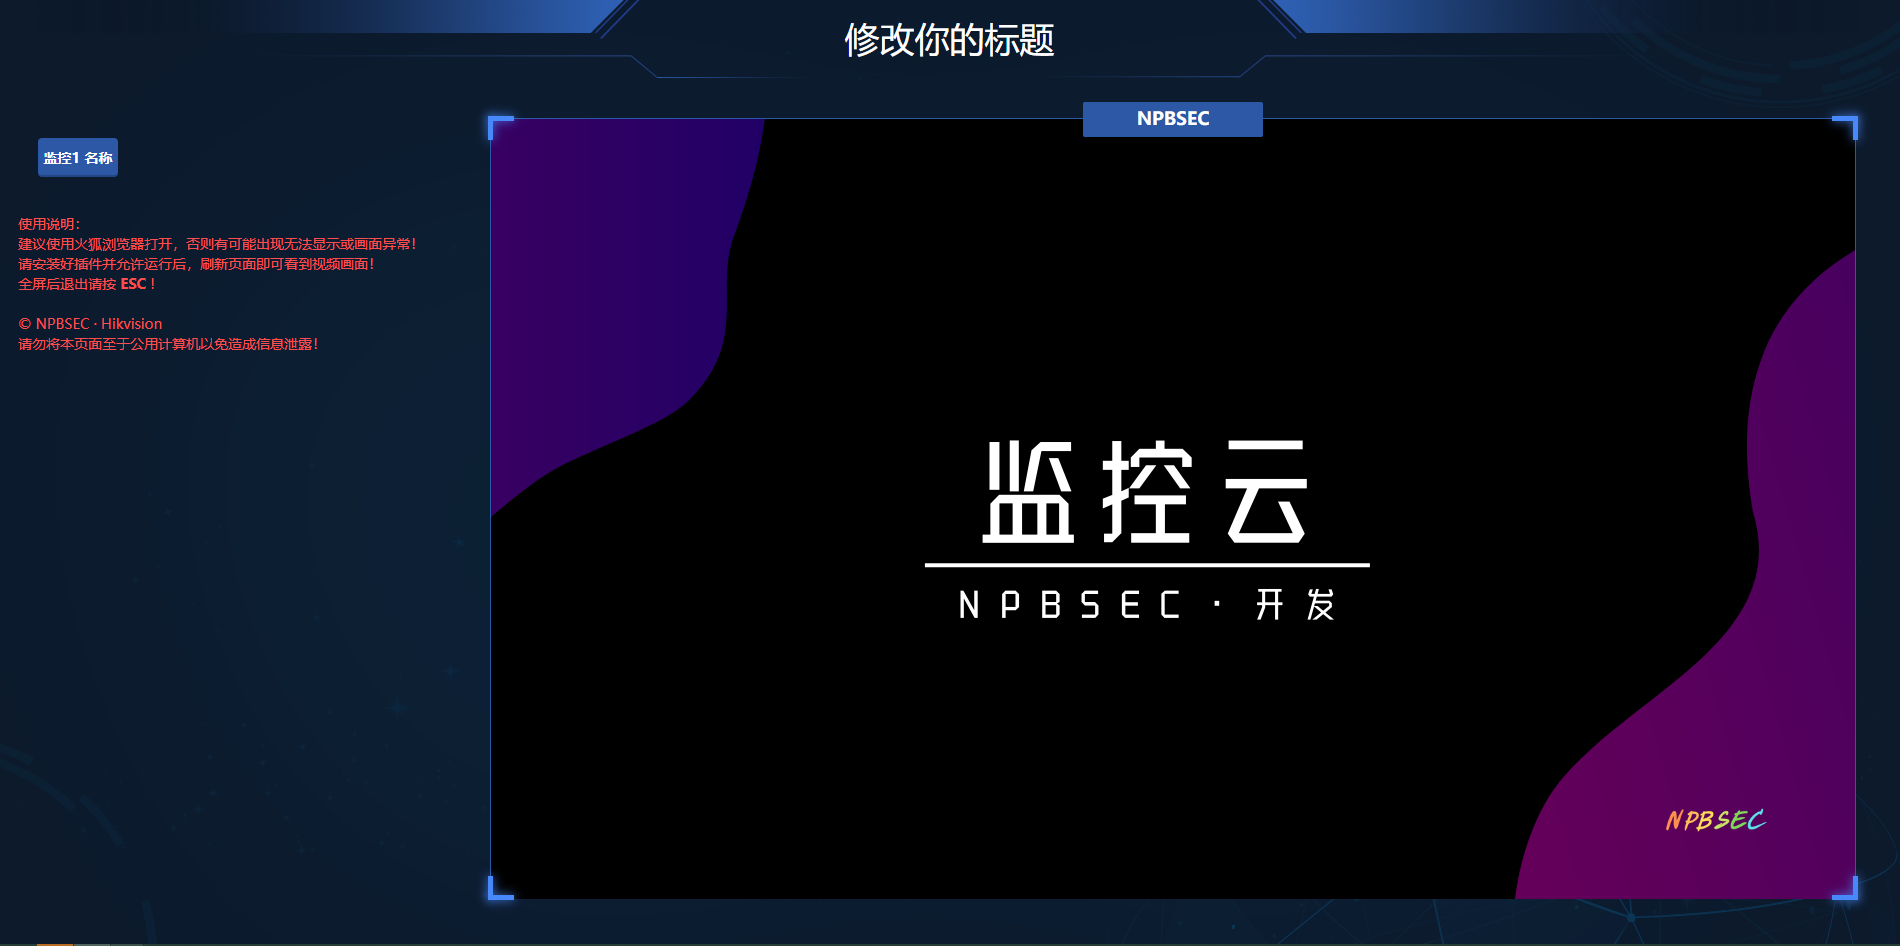 修改你的标题
NPBSEC
监控1 名称
使用说明：
建议使用火狐浏览器打开，否则有可能出现无法显示或画面异常！
请安装好插件并允许运行后，刷新页面即可看到视频画面！
全屏后退出请按 ESC！
© NPBSEC · Hikvision
请勿将本页面至于公用计算机以免造成信息泄露！
监控云
NPBSEC · 开发
NPBSEC